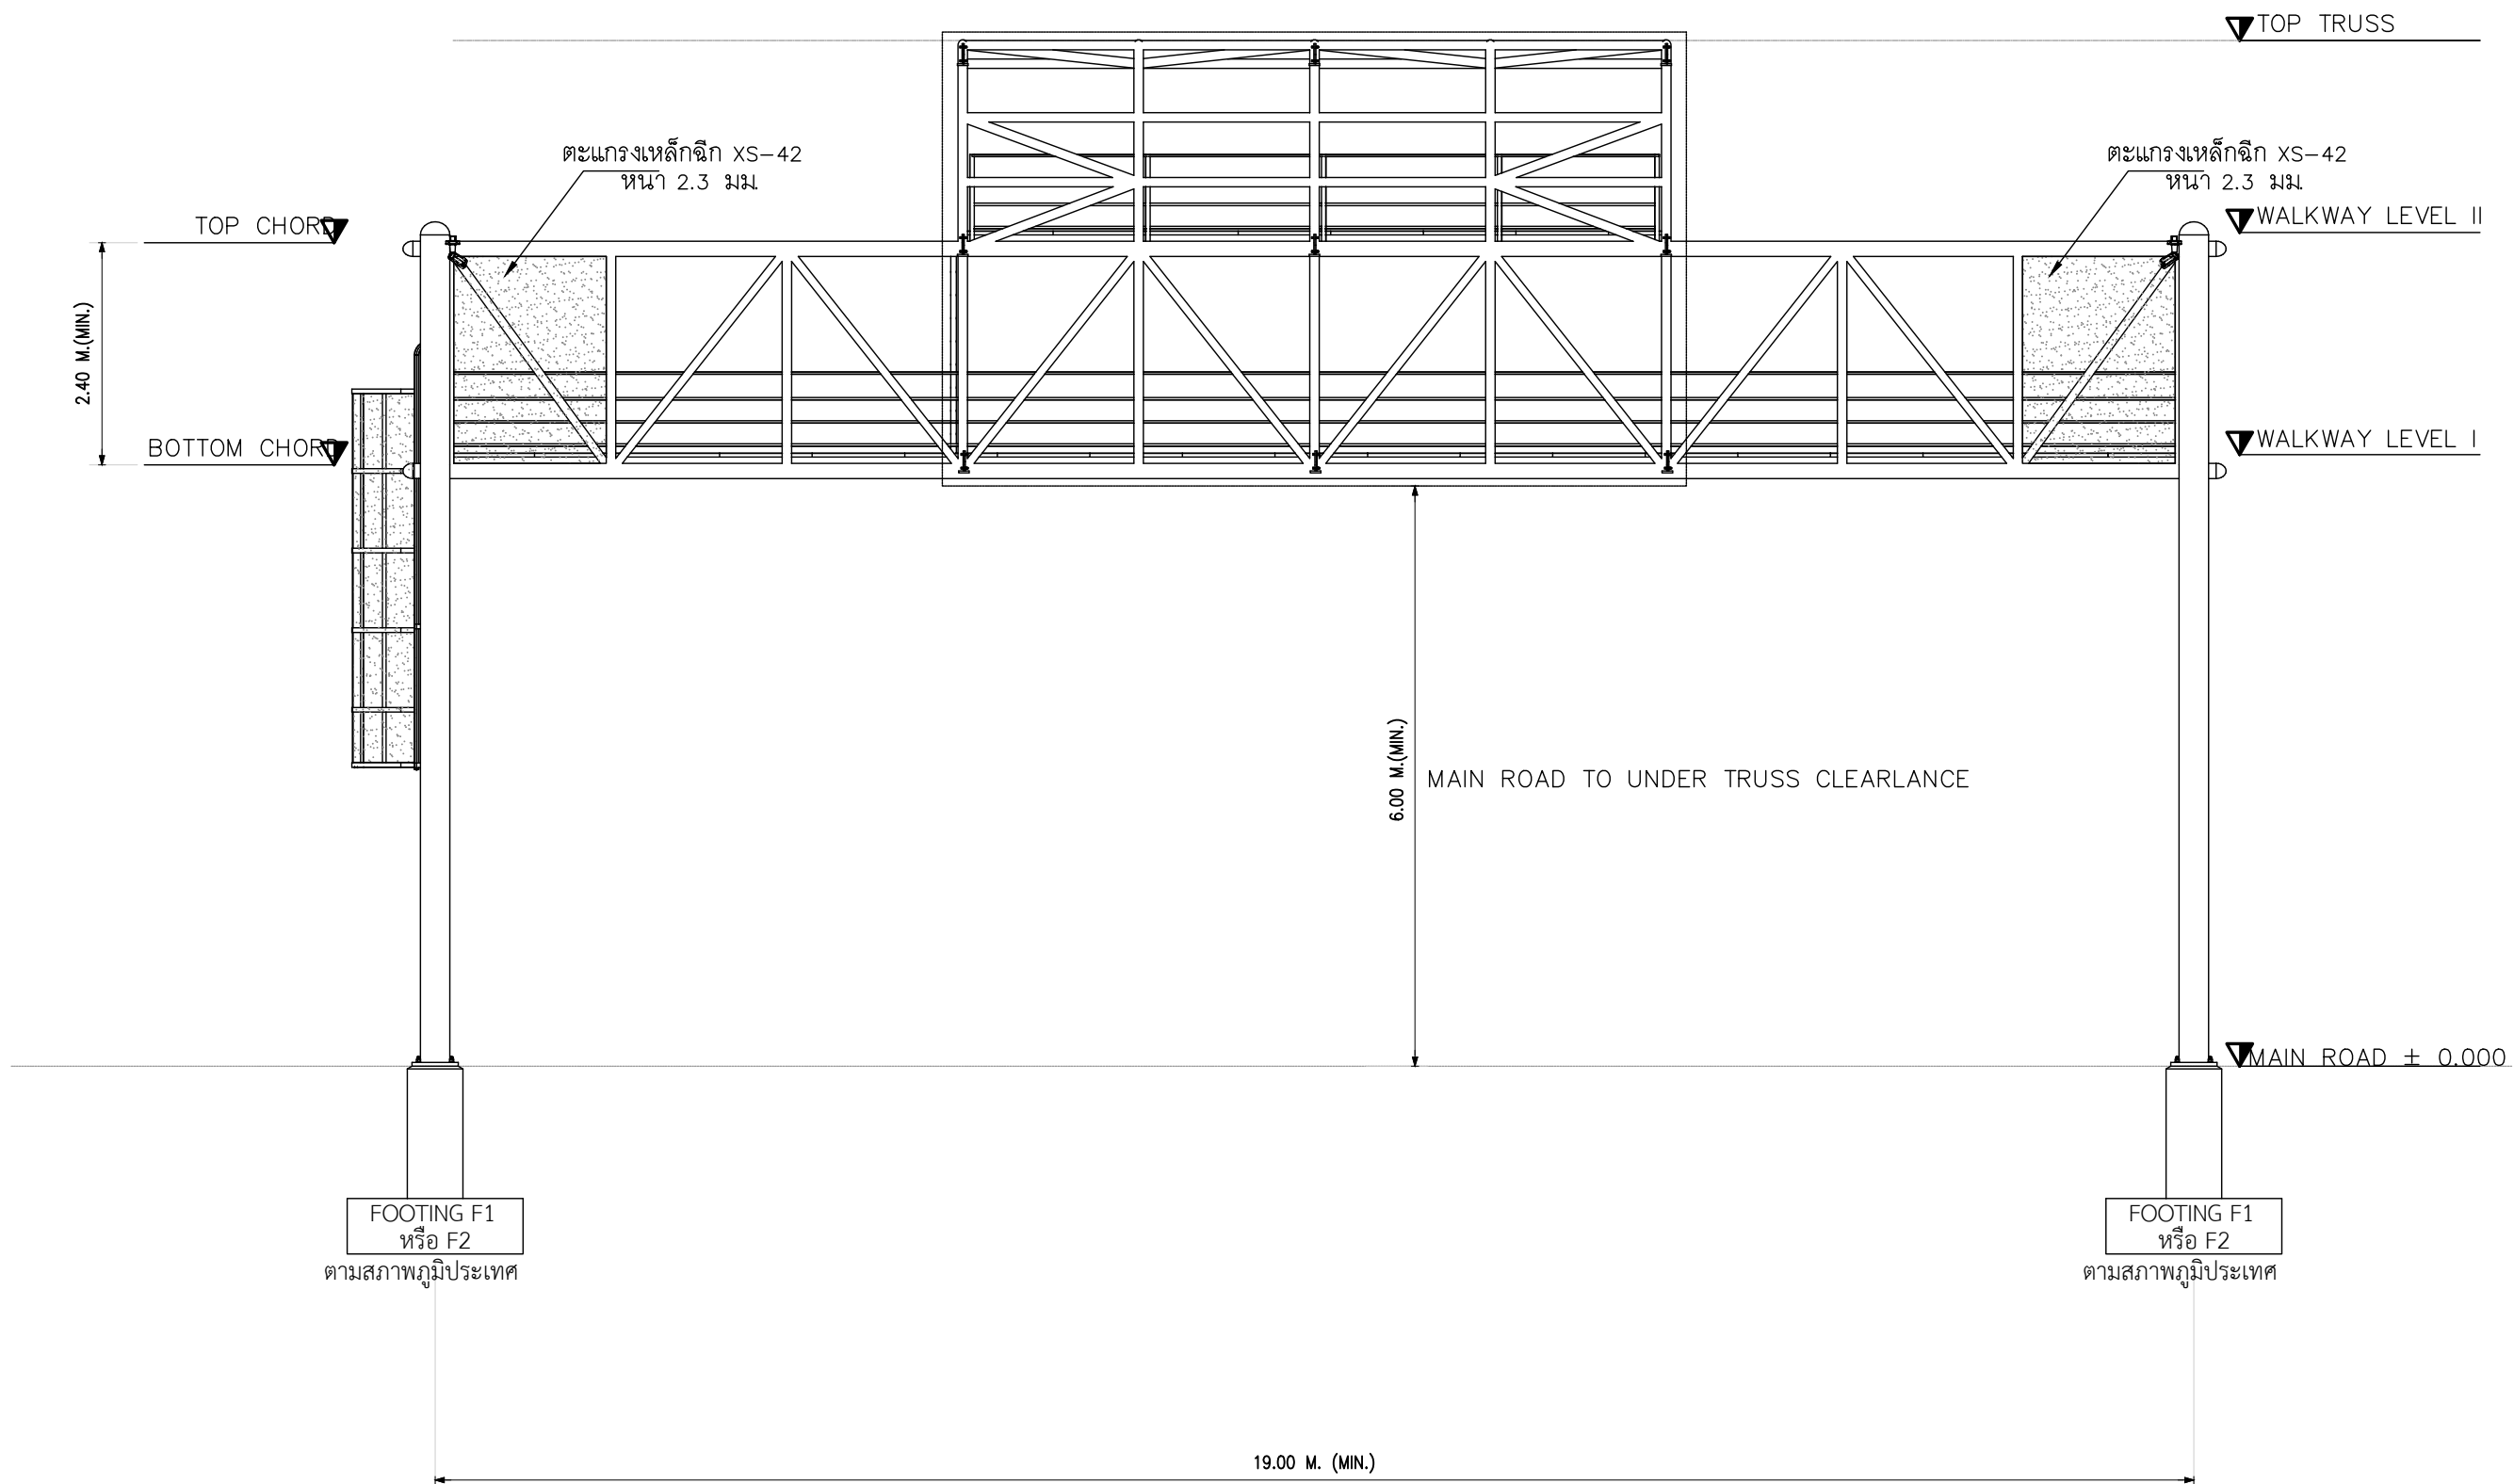 TOP TRUSS
ตะแกรงเหล็กฉีก XS-42
หนา 2.3 มม.
ตะแกรงเหล็กฉีก XS-42
หนา 2.3 มม.
TOP CHORD
WALKWAY LEVEL II
2.40 M.(MIN.)
BOTTOM CHORD
WALKWAY LEVEL I
6.00 M.(MIN.)
MAIN ROAD TO UNDER TRUSS CLEARLANCE
MAIN ROAD ± 0.000
FOOTING F1
หรือ F2
ตามสภาพภูมิประเทศ
FOOTING F1
หรือ F2
ตามสภาพภูมิประเทศ
19.00 M. (MIN.)